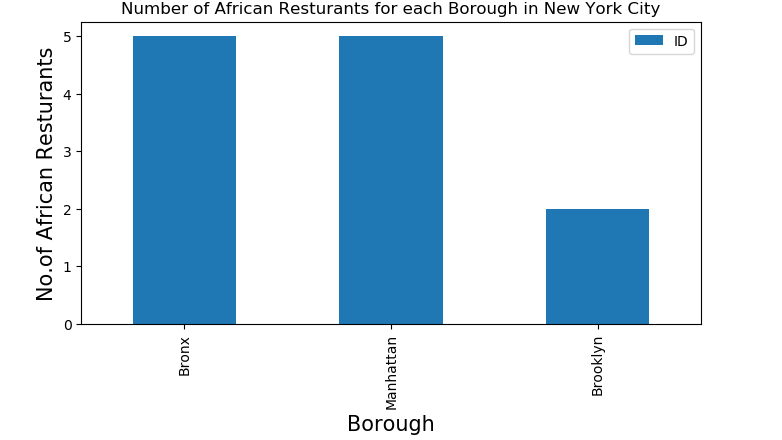 Number of African Resturants for each Borough in New York City
ID
No.of African Resturants
5
4
3
2
1
0
Bronx
Manhattan
Brooklyn
Borough